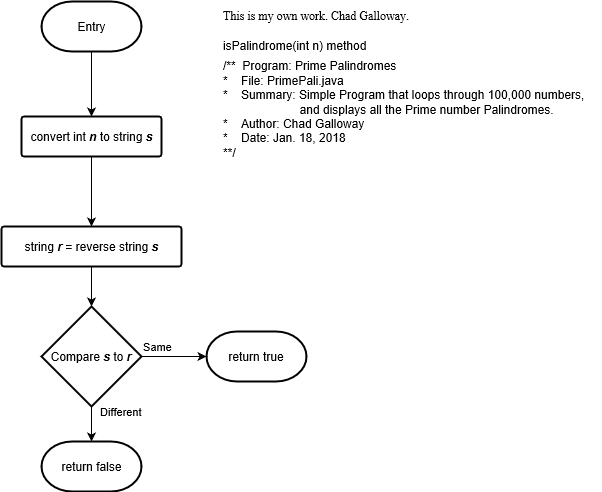 Entry
This is my own work. Chad Galloway.
isPalindrome(int n) method
/** Program: Prime Palindromes
* File: PrimePali.java
* Summary: Simple Program that loops through 100,000 numbers,
and displays all the Prime number Palindromes.
* Author: Chad Galloway
* Date: Jan. 18, 2018
**/
convert int n to string s
string r = reverse string s
Compare s to r
Same
return true
Different
return false